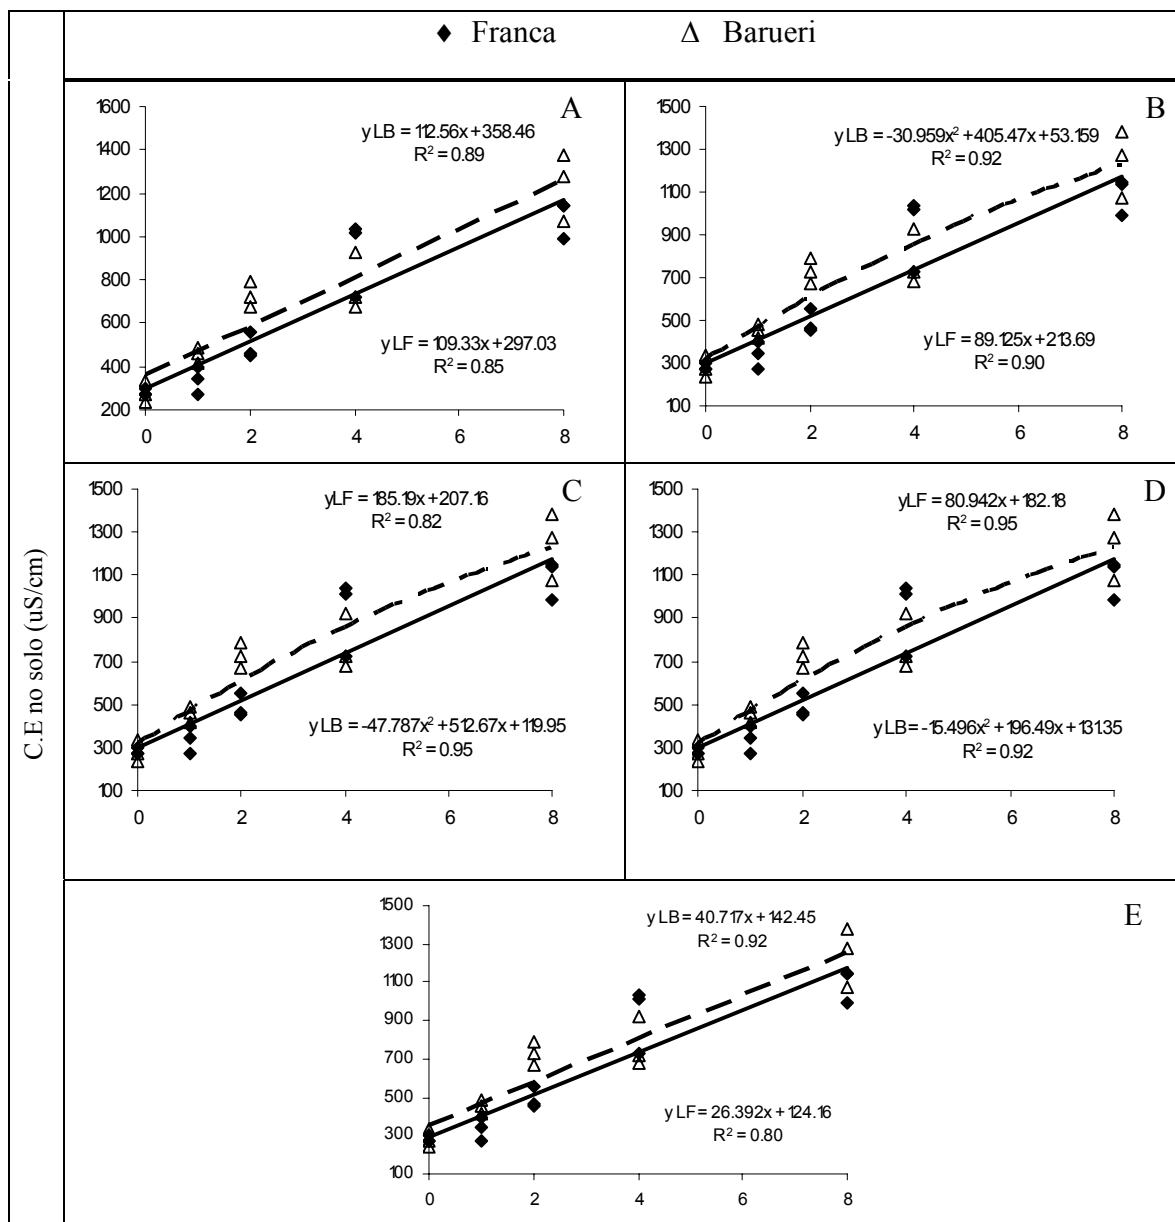 ♦ Franca Δ Barueri
C.E no solo (uS/cm)
A
1600
1400
1200
1000
800
600
400
200
0 2 4 6 8
y LB = 112.56x + 358.46
R² = 0.89
y LF = 109.33x + 297.03
R² = 0.85
B
1500
1300
1100
900
700
500
300
100
0 2 4 6 8
y LB = -30.959x² + 405.47x + 53.159
R² = 0.92
y LF = 89.125x + 213.69
R² = 0.90
C
1500
1300
1100
900
700
500
300
100
0 2 4 6 8
yLF = 185.19x + 207.16
R² = 0.82
y LB = -47.787x² + 512.67x + 119.95
R² = 0.95
D
1500
1300
1100
900
700
500
300
100
0 2 4 6 8
yLF = 80.942x + 182.18
R² = 0.95
yLB = -15.496x² + 196.49x + 131.35
R² = 0.92
E
1500
1300
1100
900
700
500
300
100
0 2 4 6 8
y LB = 40.717x + 142.45
R² = 0.92
y LF = 26.392x + 124.16
R² = 0.80